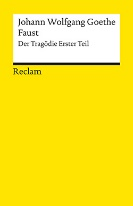 Johann Wolfgang Goethe
Faust
Der Tragödie Erster Teil
Reclam